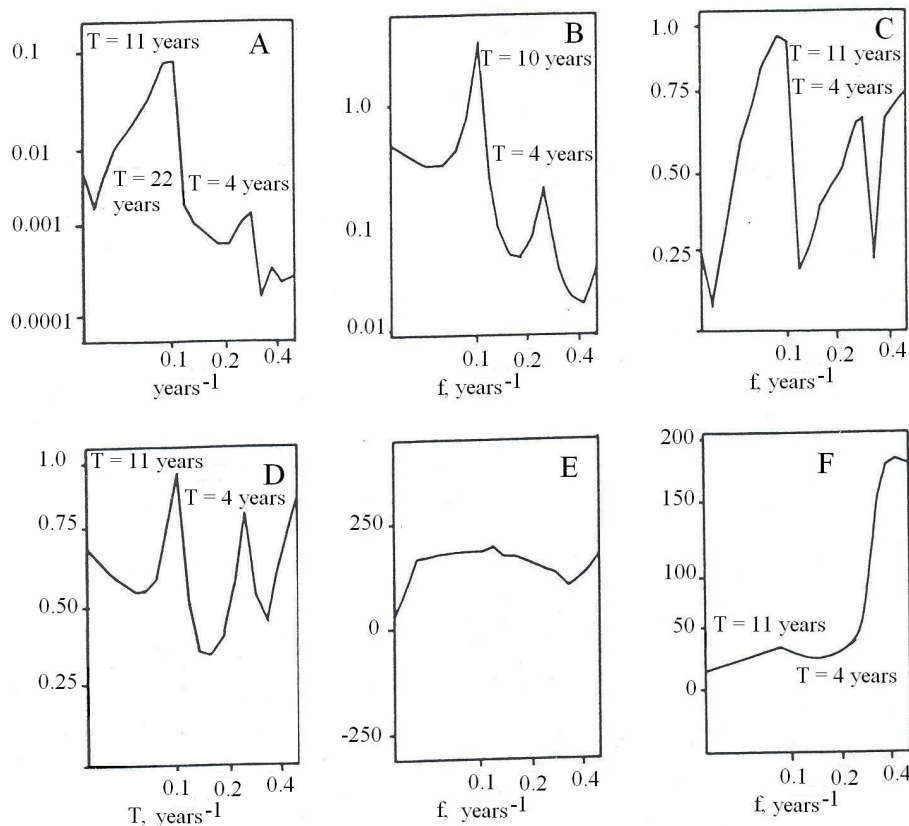 A
T = 11 years
0.1
0.01
T = 22 years
T = 4 years
0.001
0.0001
0.1 0.2 0.4
years-1
B
T = 10 years
1.0
T = 4 years
0.1
0.01
0.1 0.2 0.4
f, years-1
C
1.0
T = 11 years
T = 4 years
0.75
0.50
0.25
0.1 0.2 0.4
f, years-1
D
1.0
T = 11 years
T = 4 years
0.75
0.50
0.25
0.1 0.2 0.4
T, years-1
E
250
0
-250
0.1 0.2 0.4
f, years-1
F
200
150
100
50
T = 11 years
T = 4 years
0
0.1 0.2 0.4
f, years-1